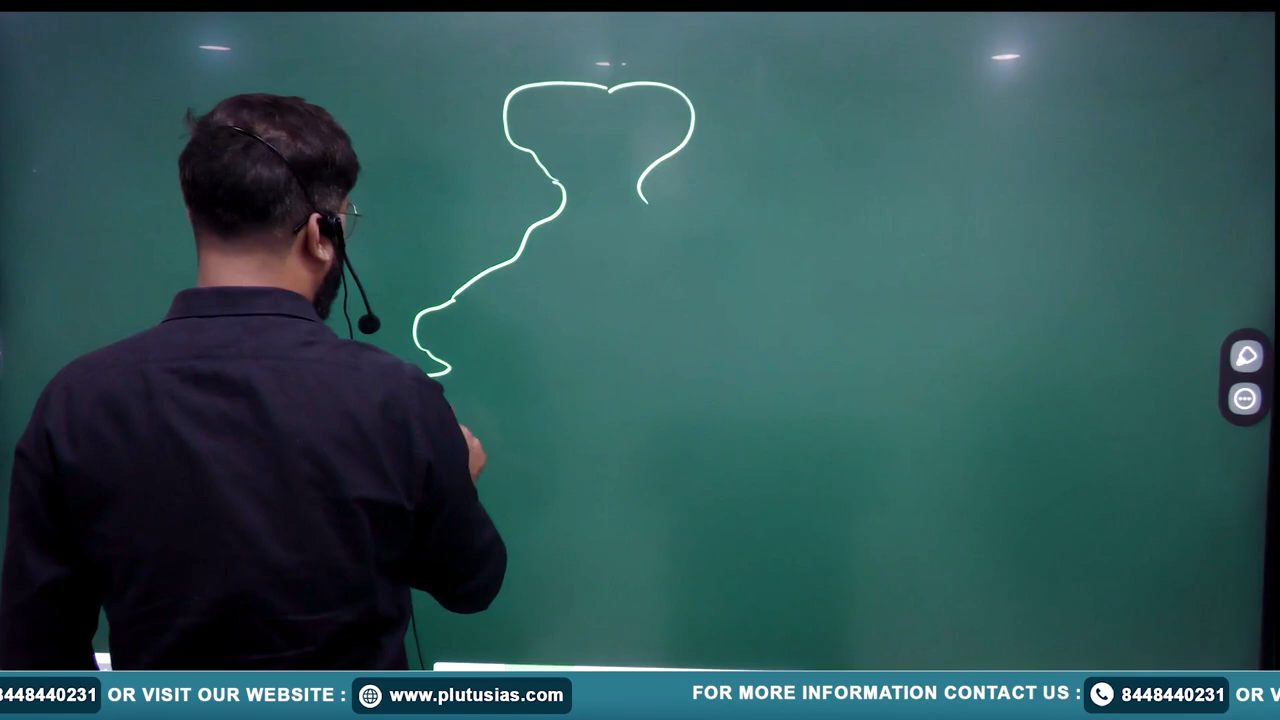 8448440231 OR VISIT OUR WEBSITE : www.plutusias.com FOR MORE INFORMATION CONTACT US : 8448440231 OR V